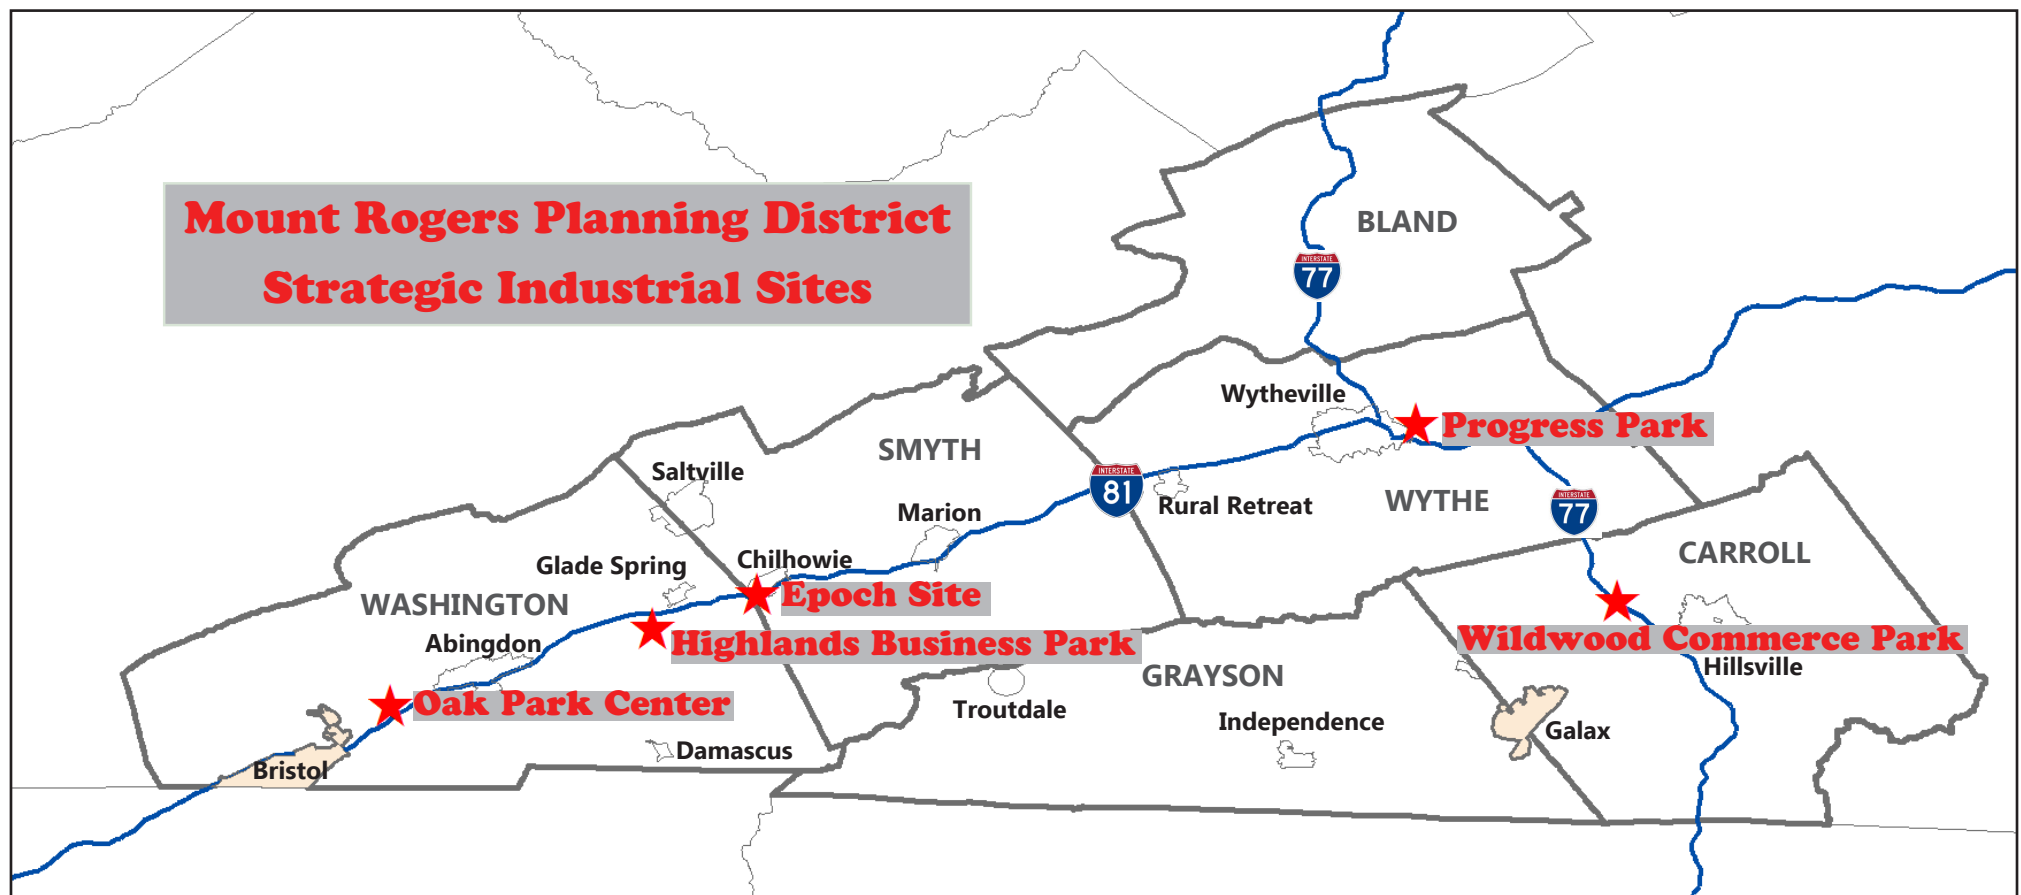 Mount Rogers Planning District
Strategic Industrial Sites
BLAND
INTERSTATE
77
Wytheville
Progress Park
SMYTH
Saltville
INTERSTATE
81
Rural Retreat
WYTHE
INTERSTATE
77
Marion
CARROLL
Glade Spring
Chilhowie
Epoch Site
WASHINGTON
Abingdon
Highlands Business Park
Wildwood Commerce Park
Hillsville
GRAYSON
Oak Park Center
Troutdale
Independence
Galax
Damascus
Bristol